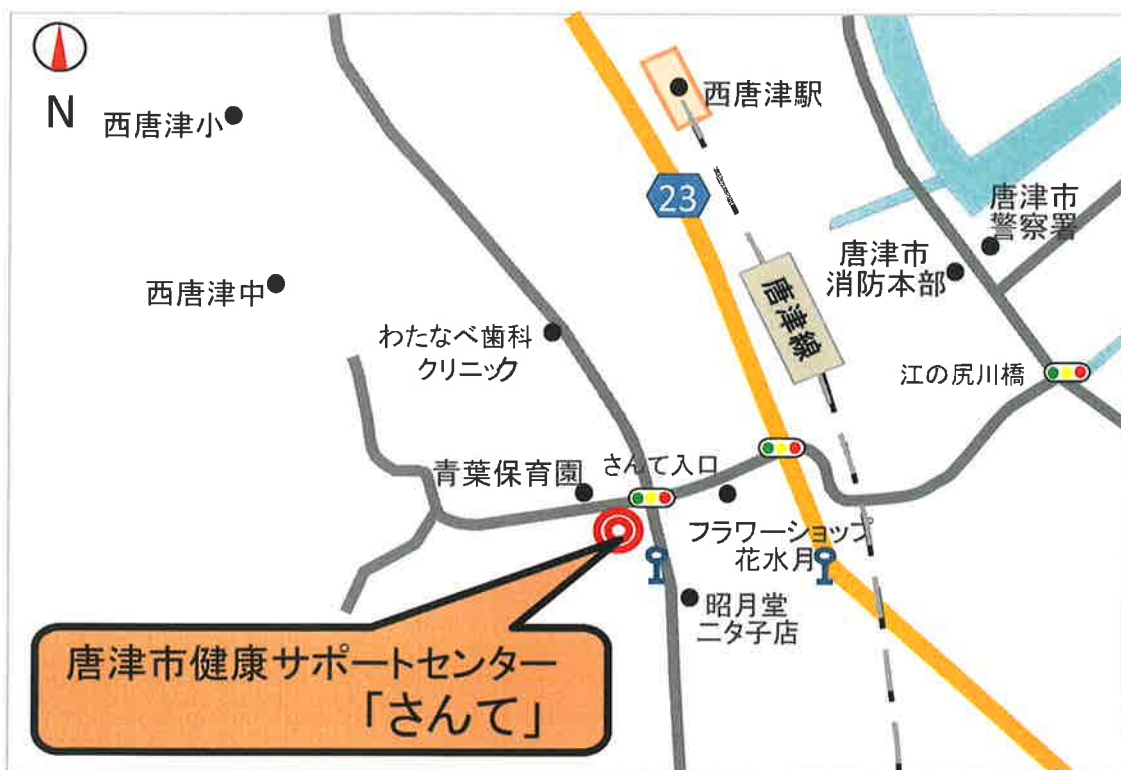 N
西唐津小
西唐津駅
23
唐津市
警察署
唐津市
消防本部
西唐津中
唐津線
わたなべ歯科
クリニック
江の尻川橋
青葉保育園
さんて入口
フラワーショップ
花水月
昭月堂
二タ子店
唐津市健康サポートセンター
「さんて」